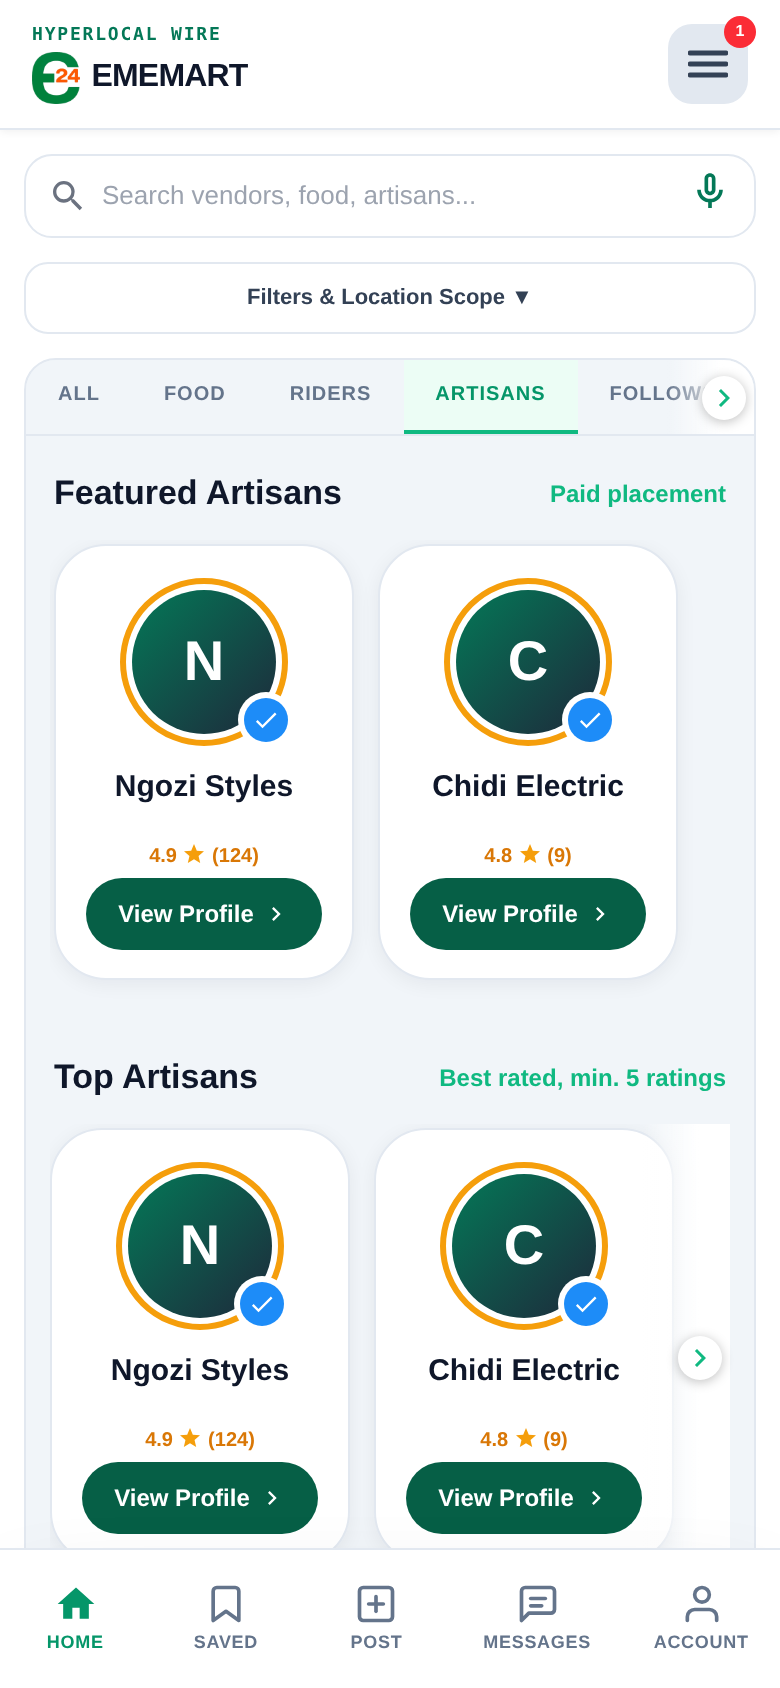 HYPERLOCAL WIRE
e24 EMEMART
1
Search vendors, food, artisans...
Filters & Location Scope ▼
ALL FOOD RIDERS ARTISANS FOLLOW
Featured Artisans Paid placement
N C
Ngozi Styles Chidi Electric
4.9 ★ (124) 4.8 ★ (9)
View Profile View Profile
Top Artisans Best rated, min. 5 ratings
N C
Ngozi Styles Chidi Electric
4.9 ★ (124) 4.8 ★ (9)
View Profile View Profile
HOME SAVED POST MESSAGES ACCOUNT